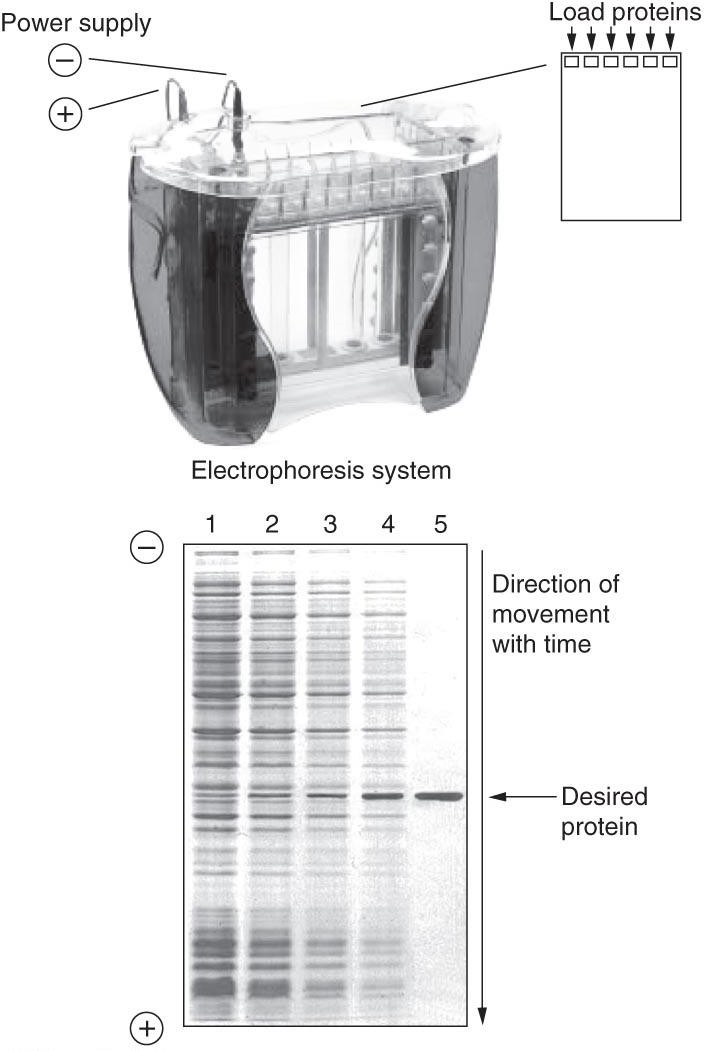 Power supply
−
+
Load proteins
Electrophoresis system
1 2 3 4 5
−
Direction of
movement
with time
Desired
protein
+